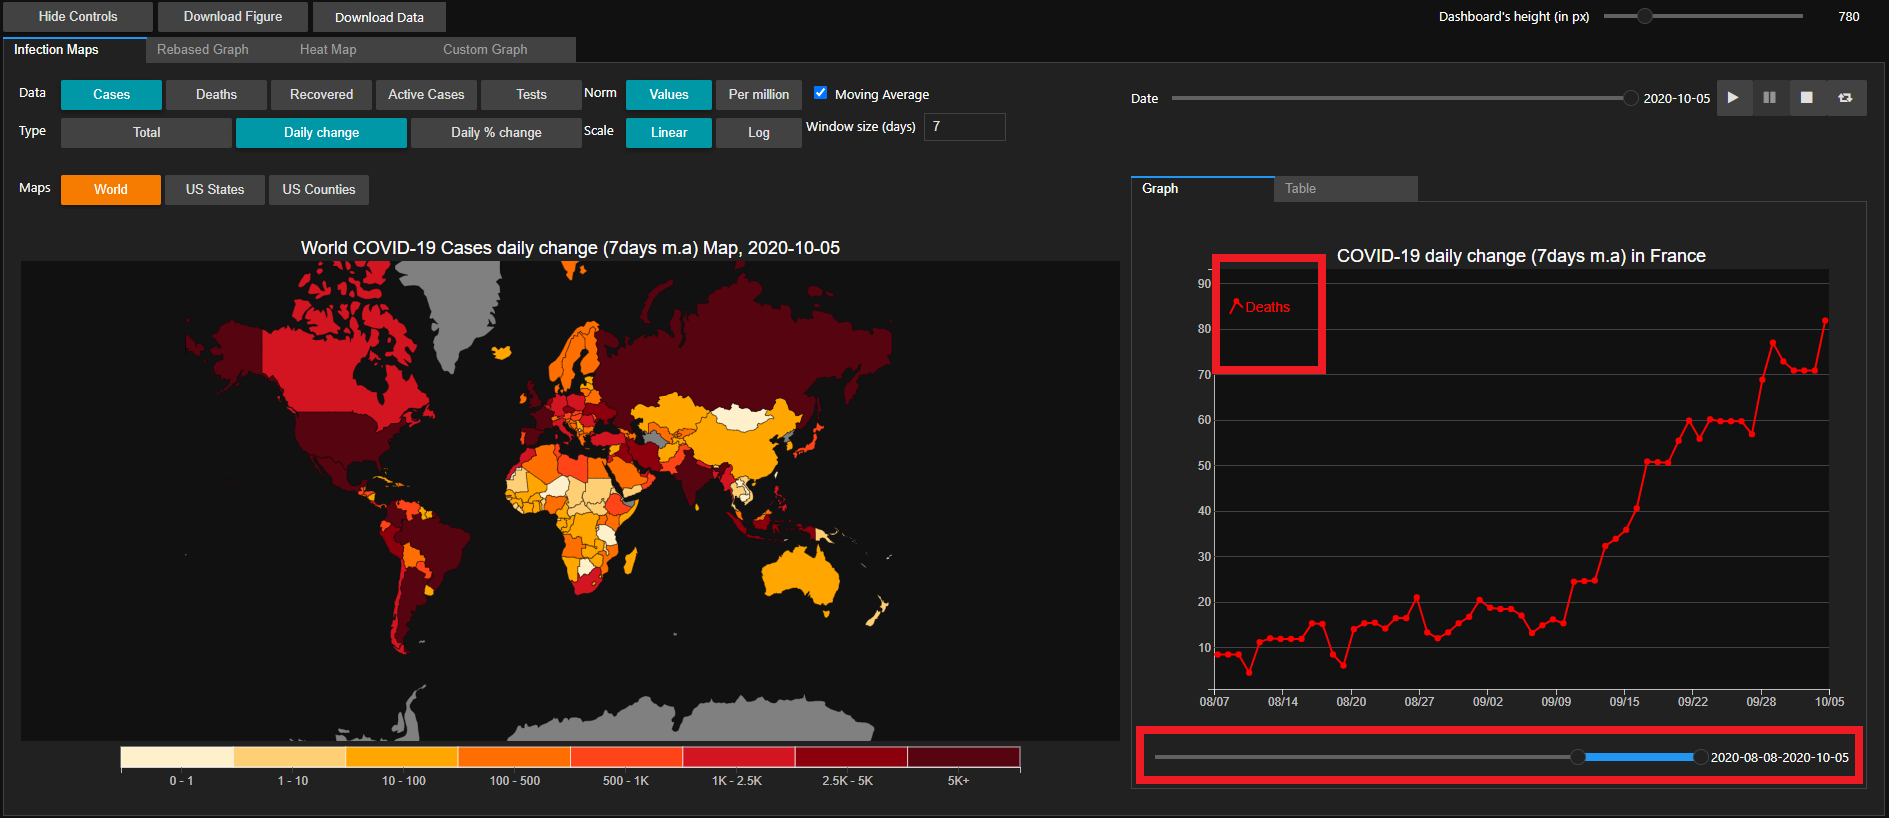 Hide Controls
Download Figure
Download Data
Dashboard's height (in px)
780
Infection Maps
Rebased Graph
Heat Map
Custom Graph
Data
Cases
Deaths
Recovered
Active Cases
Tests
Norm
Values
Per million
Moving Average
Date
2020-10-05
Type
Total
Daily change
Daily % change
Scale
Linear
Log
Window size (days)
7
Maps
World
US States
US Counties
Graph
Table
World COVID-19 Cases daily change (7days m.a) Map, 2020-10-05
0 - 1
1 - 10
10 - 100
100 - 500
500 - 1K
1K - 2.5K
2.5K - 5K
5K+
COVID-19 daily change (7days m.a) in France
Deaths
90
80
70
60
50
40
30
20
10
08/07
08/14
08/20
08/27
09/02
09/09
09/15
09/22
09/28
10/05
2020-08-08-2020-10-05